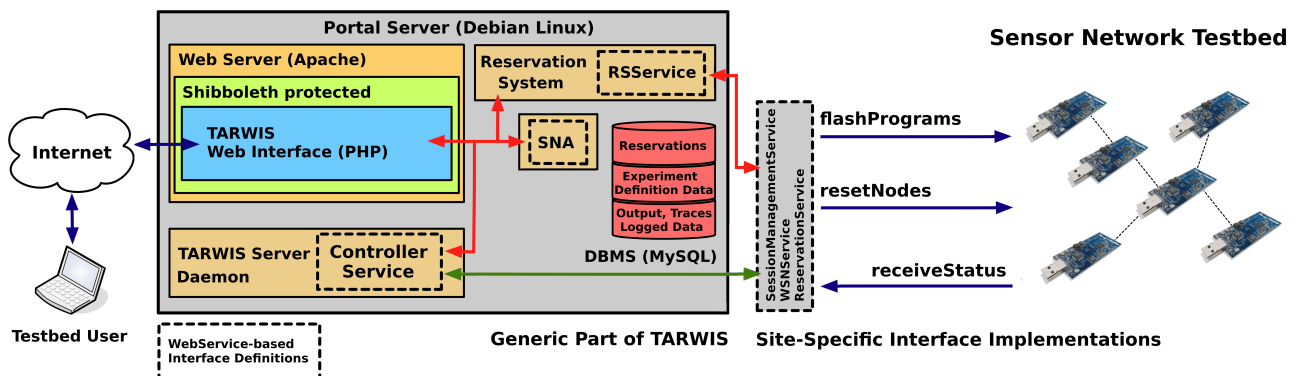 Portal Server (Debian Linux)
Web Server (Apache)
Shibboleth protected
TARWIS
Web Interface (PHP)
Internet
Testbed User
Reservation
System
RSService
SNA
Reservations
Experiment
Definition Data
Output, Traces
Logged Data
DBMS (MySQL)
TARWIS Server
Daemon
Controller
Service
WebService-based
Interface Definitions
Generic Part of TARWIS
SessionManagementService
WSNService
ReservationService
Sensor Network Testbed
flashPrograms
resetNodes
receiveStatus
Site-Specific Interface Implementations